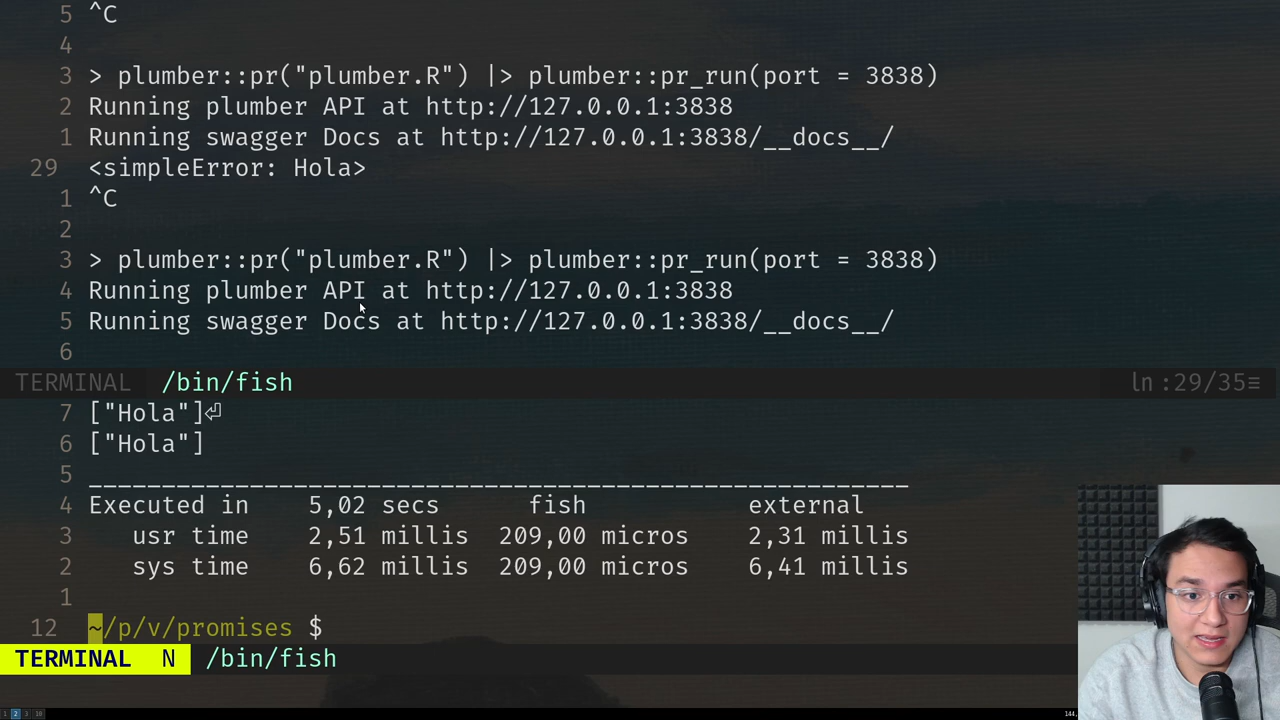 5 ^C
4
3 > plumber::pr("plumber.R") |> plumber::pr_run(port = 3838)
2 Running plumber API at http://127.0.0.1:3838
1 Running swagger Docs at http://127.0.0.1:3838/__docs__/
29 <simpleError: Hola>
1 ^C
2
3 > plumber::pr("plumber.R") |> plumber::pr_run(port = 3838)
4 Running plumber API at http://127.0.0.1:3838
5 Running swagger Docs at http://127.0.0.1:3838/__docs__/
6
TERMINAL /bin/fish ln :29/35≡
7 ["Hola"]⏎
6 ["Hola"]
5 ________________________________________________________
4 Executed in 5,02 secs fish external
3 usr time 2,51 millis 209,00 micros 2,31 millis
2 sys time 6,62 millis 209,00 micros 6,41 millis
1
12 ~/p/v/promises $
TERMINAL N /bin/fish
1 2 3 10 144,